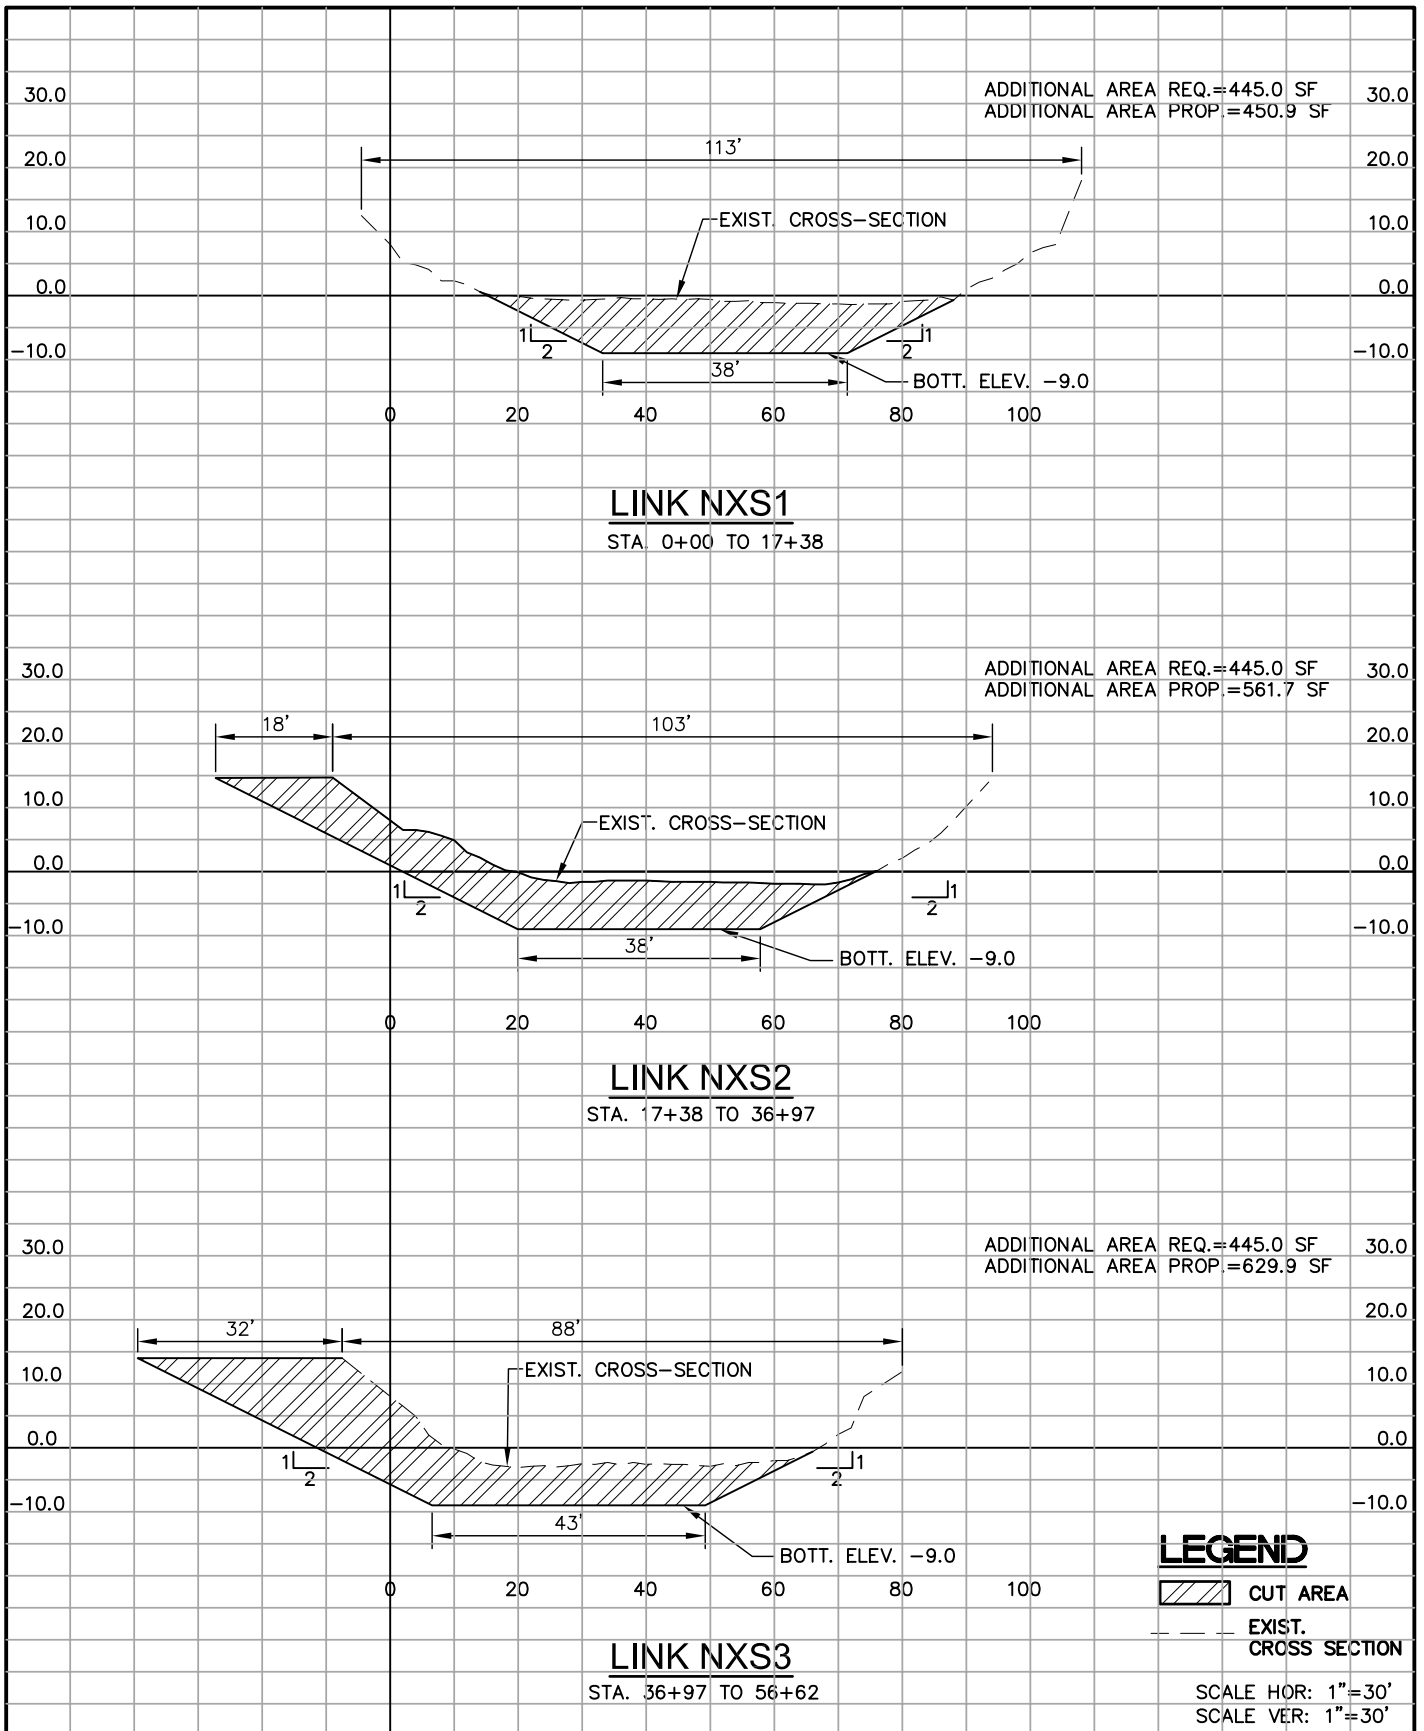 ADDITIONAL AREA REQ.=445.0 SF
30.0 ADDITIONAL AREA PROP.=450.9 SF 30.0
113'
20.0 20.0
10.0 EXIST. CROSS-SECTION 10.0
0.0 0.0
1 2 2 1
-10.0 -10.0
38'
BOTT. ELEV. -9.0
0 20 40 60 80 100
LINK NXS1
STA. 0+00 TO 17+38
ADDITIONAL AREA REQ.=445.0 SF
30.0 30.0
ADDITIONAL AREA PROP.=561.7 SF
18' 103'
20.0 20.0
10.0 10.0
EXIST. CROSS-SECTION
0.0 0.0
1 2 2 1
-10.0 -10.0
38'
BOTT. ELEV. -9.0
0 20 40 60 80 100
LINK NXS2
STA. 17+38 TO 36+97
ADDITIONAL AREA REQ.=445.0 SF
30.0 30.0
ADDITIONAL AREA PROP.=629.9 SF
20.0 20.0
32' 88'
EXIST. CROSS-SECTION
10.0 10.0
0.0 0.0
1 2 2 1
-10.0 -10.0
43'
BOTT. ELEV. -9.0
0 20 40 60 80 100
LINK NXS3
STA. 36+97 TO 56+62
LEGEND
CUT AREA
EXIST.
CROSS SECTION
SCALE HOR: 1"=30'
SCALE VER: 1"=30'